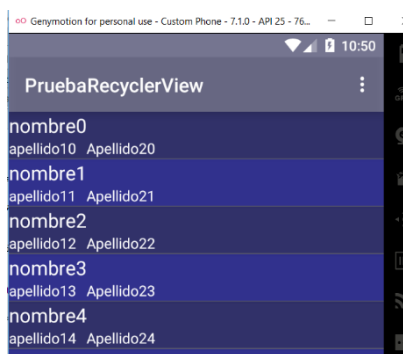 Genymotion for personal use - Custom Phone - 7.1.0 - API 25 - 76...
10:50
PruebaRecyclerView
nombre0
apellido10 Apellido20
nombre1
apellido11 Apellido21
nombre2
apellido12 Apellido22
nombre3
apellido13 Apellido23
nombre4
apellido14 Apellido24